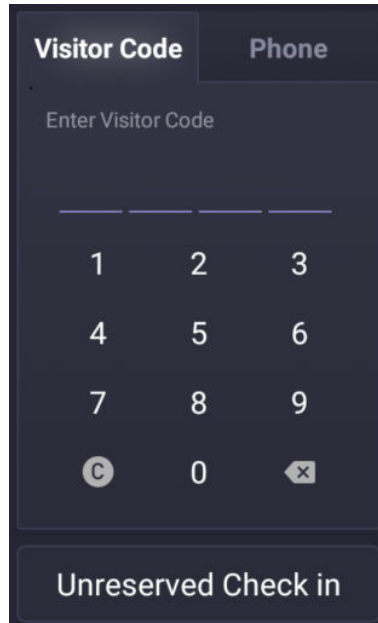 Visitor Code Phone
Enter Visitor Code
1 2 3
4 5 6
7 8 9
C 0
Unreserved Check in